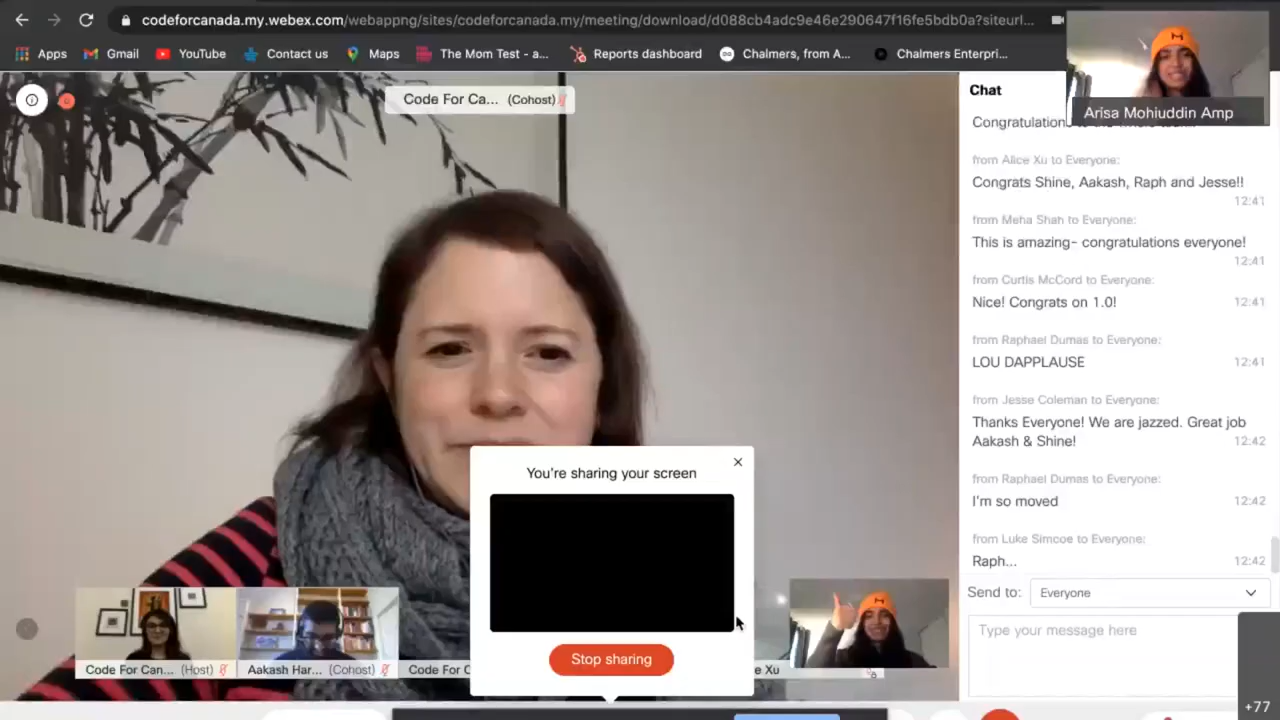 codeforcanada.my.webex.com/webappng/sites/codeforcanada.my/meeting/download/d088cb4adc9e46e290647f16fe5bdb0a?siteurl...
Apps Gmail YouTube Contact us Maps The Mom Test - a... Reports dashboard Chalmers, from A... Chalmers Enterpri...
Arisa Mohiuddin Amp
Code For Ca... (Cohost)
Chat
Congratulations
from Alice Xu to Everyone:
Congrats Shine, Aakash, Raph and Jesse!!
12:41
from Meha Shah to Everyone:
This is amazing- congratulations everyone!
12:41
from Curtis McCord to Everyone:
Nice! Congrats on 1.0! 12:41
from Raphael Dumas to Everyone:
LOU DAPPLAUSE 12:41
from Jesse Coleman to Everyone:
Thanks Everyone! We are jazzed. Great job
Aakash & Shine! 12:42
from Raphael Dumas to Everyone:
I'm so moved 12:42
from Luke Simcoe to Everyone:
Raph... 12:42
Send to: Everyone
Type your message here
+77
You're sharing your screen
Stop sharing
Code For Can... (Host) Aakash Har... (Cohost) Code For C
e Xu